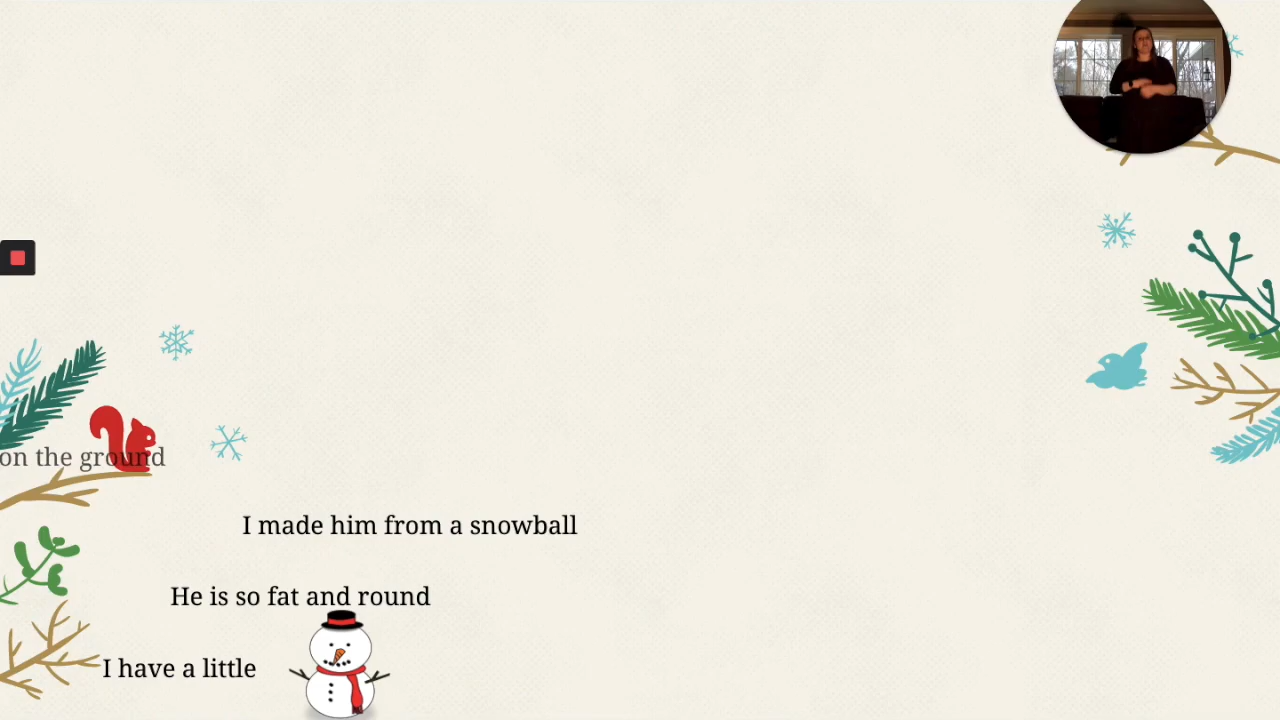 on the ground
I made him from a snowball
He is so fat and round
I have a little